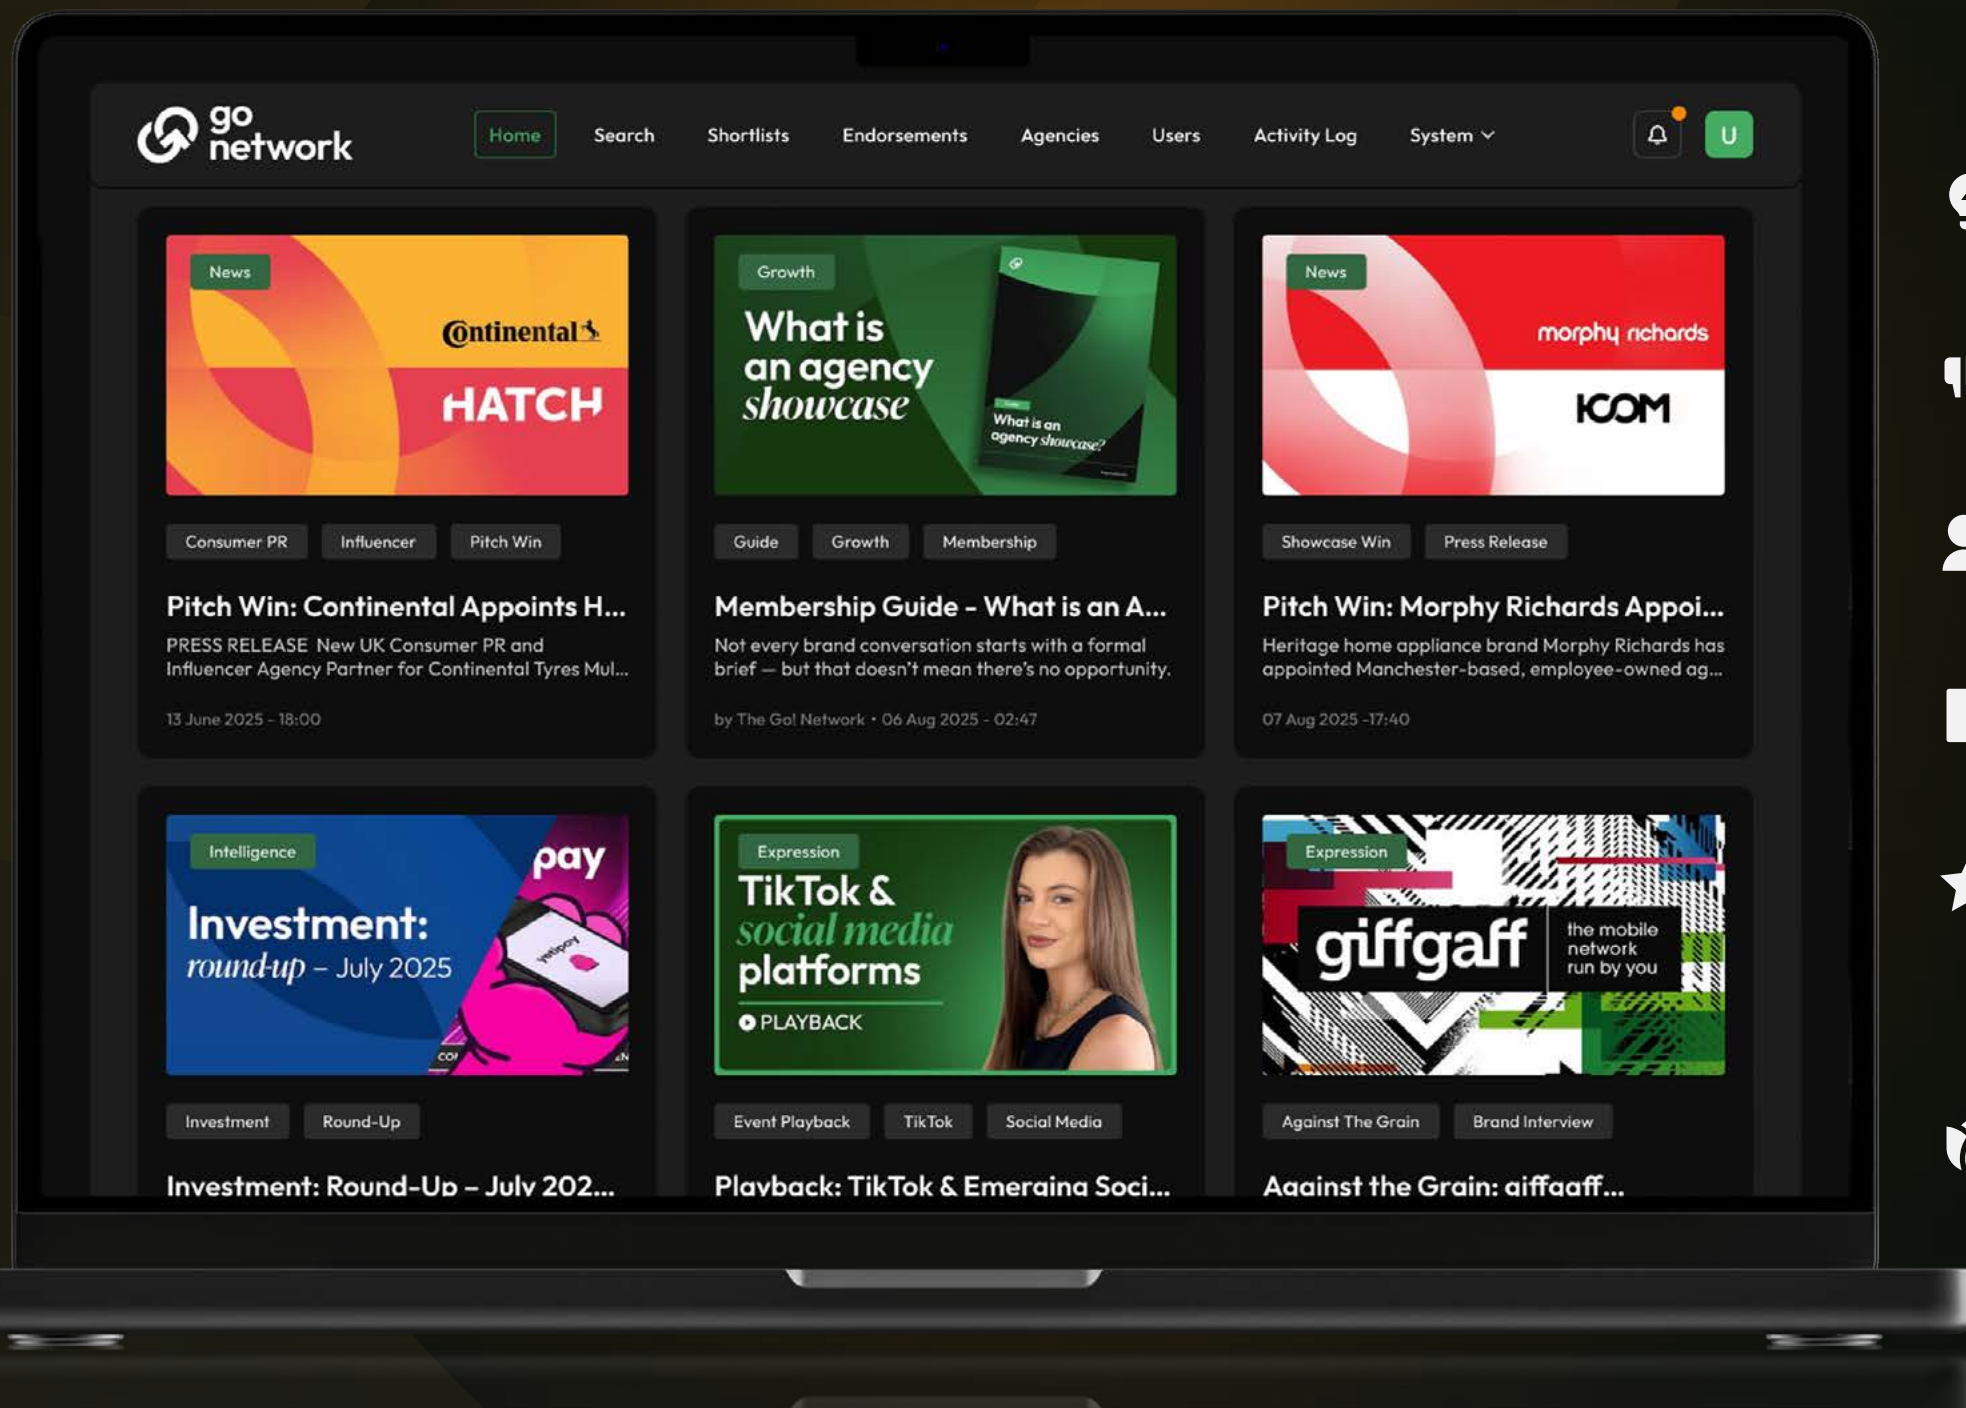 go
network
Home
Search
Shortlists
Endorsements
Agencies
Users
Activity Log
System
U
News
Continental
HATCH
Consumer PR
Influencer
Pitch Win
Pitch Win: Continental Appoints H...
PRESS RELEASE New UK Consumer PR and
Influencer Agency Partner for Continental Tyres Mul...
13 June 2025 - 18:00
Growth
What is
an agency
showcase
What is an
agency showcase?
Guide
Growth
Membership
Membership Guide - What is an A...
Not every brand conversation starts with a formal
brief — but that doesn't mean there's no opportunity.
by The Go! Network • 06 Aug 2025 - 02:47
News
morphy richards
ICOM
Showcase Win
Press Release
Pitch Win: Morphy Richards Appoi...
Heritage home appliance brand Morphy Richards has
appointed Manchester-based, employee-owned ag...
07 Aug 2025 -17:40
Intelligence
pay
Investment:
round-up – July 2025
yetipay
Investment
Round-Up
Investment: Round-Up – July 202...
Expression
TikTok &
social media
platforms
PLAYBACK
Event Playback
TikTok
Social Media
Playback: TikTok & Emerging Soci...
Expression
giffgaff
the mobile
network
run by you
Against The Grain
Brand Interview
Against the Grain: giffgaff...